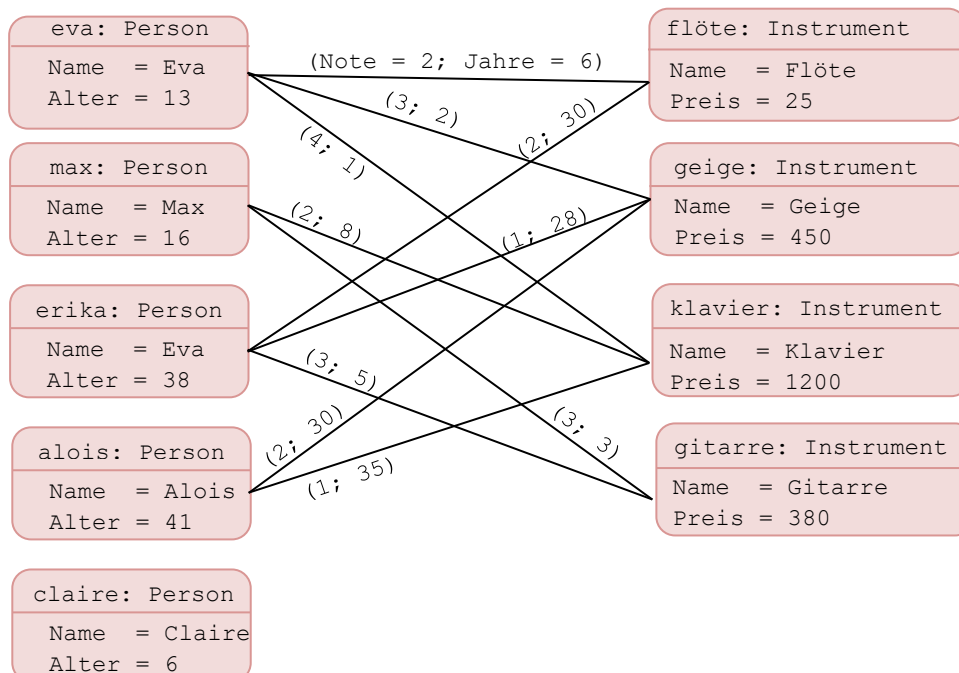 eva: Person
Name  = Eva
Alter = 13
max: Person
Name  = Max
Alter = 16
erika: Person
Name  = Eva
Alter = 38
alois: Person
Name  = Alois
Alter = 41
claire: Person
Name  = Claire
Alter = 6
(Note = 2; Jahre = 6)
(3; 2)
(2; 30)
(4; 1)
(2; 8)
(1; 28)
(3; 5)
(2; 30)
(3; 3)
(1; 35)
flöte: Instrument
Name  = Flöte
Preis = 25
geige: Instrument
Name  = Geige
Preis = 450
klavier: Instrument
Name  = Klavier
Preis = 1200
gitarre: Instrument
Name  = Gitarre
Preis = 380